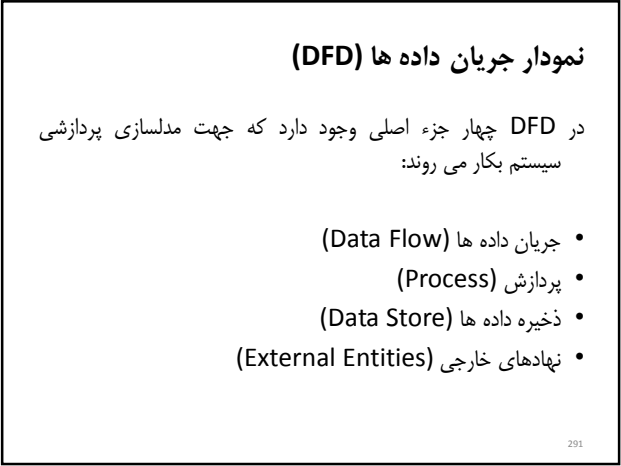 نمودار جریان داده ها (DFD)
در DFD چهار جزء اصلی وجود دارد که جهت مدلسازی پردازشی
سیستم بکار می روند:
• جریان داده ها (Data Flow)
• پردازش (Process)
• ذخیره داده ها (Data Store)
• نهادهای خارجی (External Entities)
291